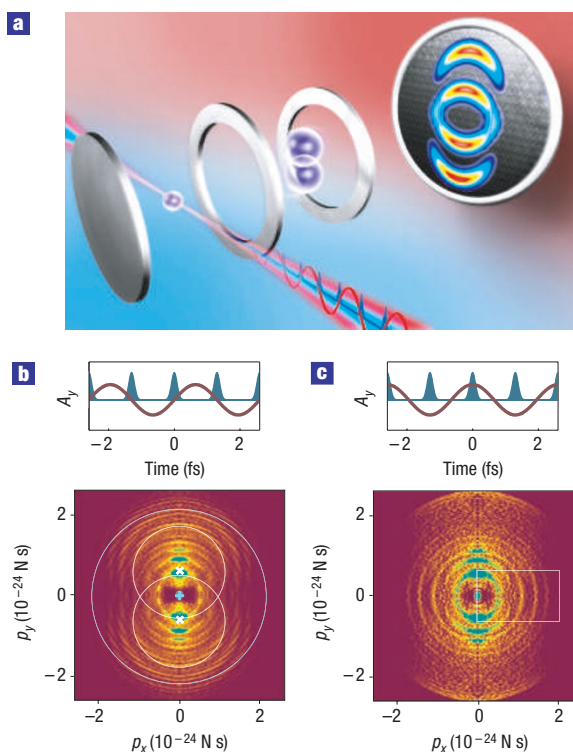 a
b
c
A_y
−2 0 2
Time (fs)
A_y
−2 0 2
Time (fs)
p_y (10⁻²⁴ N s)
2
0
−2
−2 0 2
p_x (10⁻²⁴ N s)
p_y (10⁻²⁴ N s)
2
0
−2
−2 0 2
p_x (10⁻²⁴ N s)